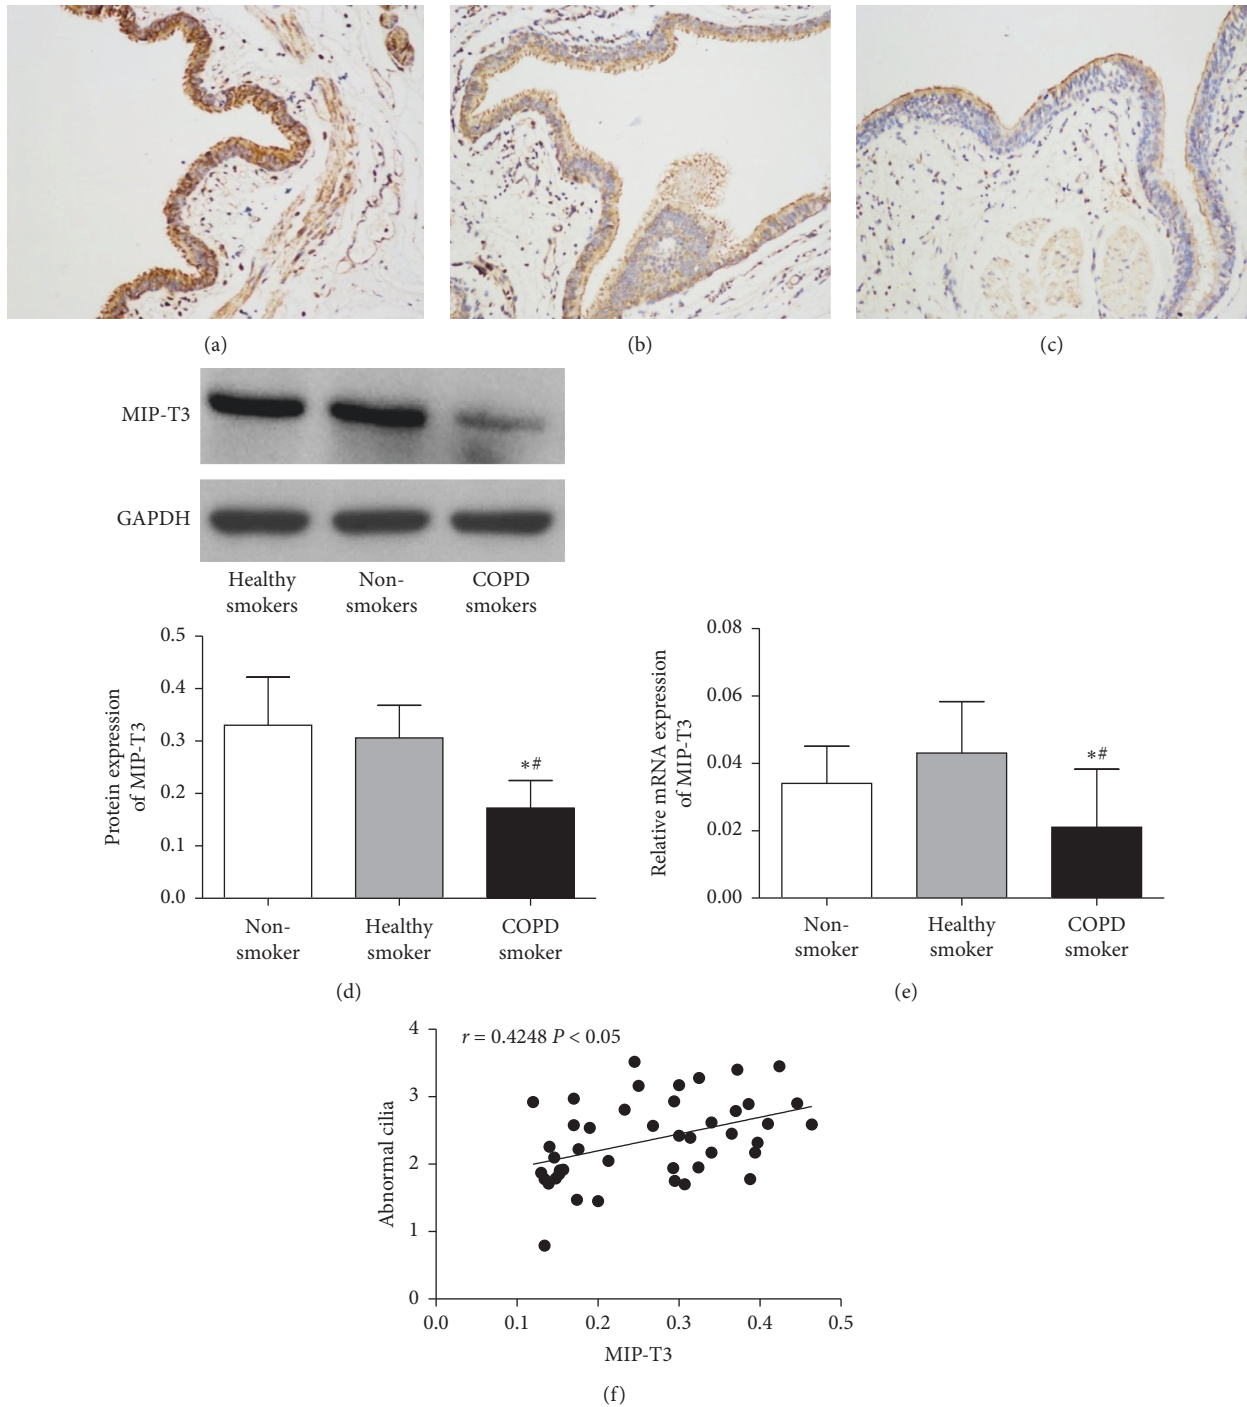 (a)
(b)
(c)
MIP-T3
GAPDH
Healthy smokers
Non-smokers
COPD smokers
Protein expression of MIP-T3
0.5
0.4
0.3
0.2
0.1
0.0
*#
Non-smoker
Healthy smoker
COPD smoker
(d)
Relative mRNA expression of MIP-T3
0.08
0.06
0.04
0.02
0.00
*#
Non-smoker
Healthy smoker
COPD smoker
(e)
Abnormal cilia
4
3
2
1
0
r = 0.4248 P < 0.05
0.0 0.1 0.2 0.3 0.4 0.5
MIP-T3
(f)